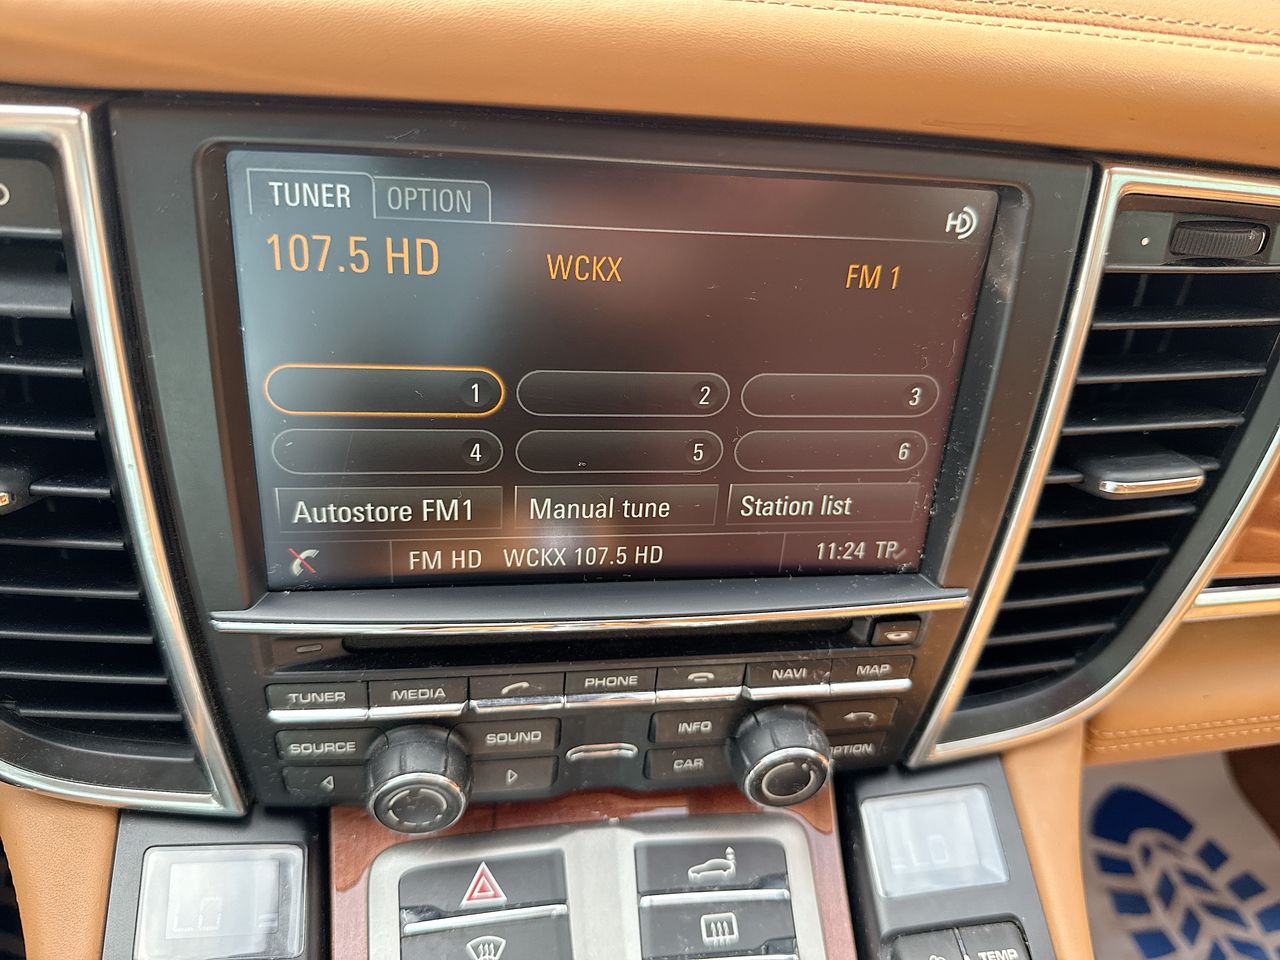 TUNER OPTION
HD
107.5 HD WCKX FM 1
1 2 3
4 5 6
Autostore FM1 Manual tune Station list
FM HD WCKX 107.5 HD 11:24 TP
TUNER MEDIA PHONE NAVI MAP
SOURCE SOUND INFO
CAR OPTION
TEMP